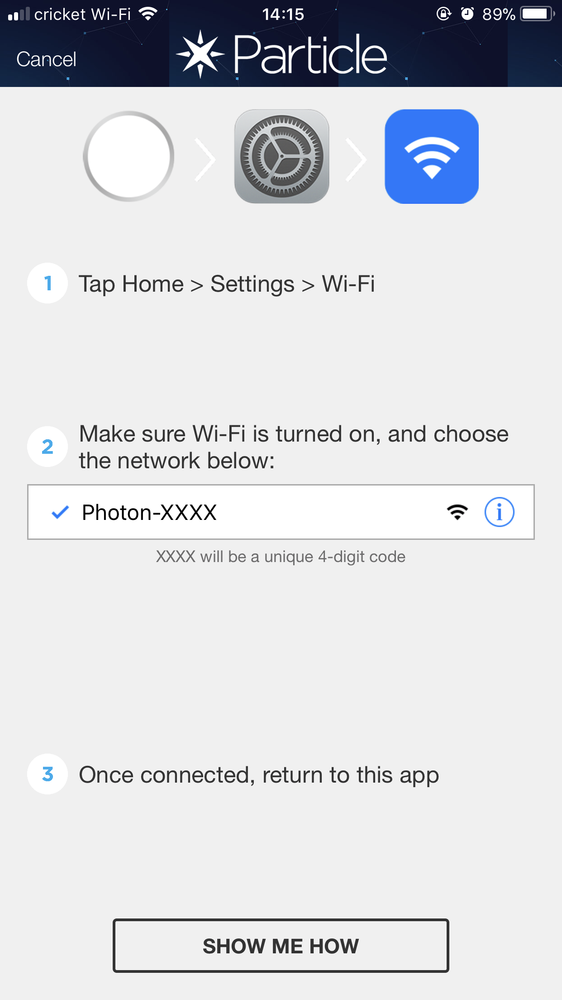 cricket Wi-Fi 14:15 89%
Cancel Particle
1 Tap Home > Settings > Wi-Fi
2 Make sure Wi-Fi is turned on, and choose
the network below:
Photon-XXXX i
XXXX will be a unique 4-digit code
3 Once connected, return to this app
SHOW ME HOW